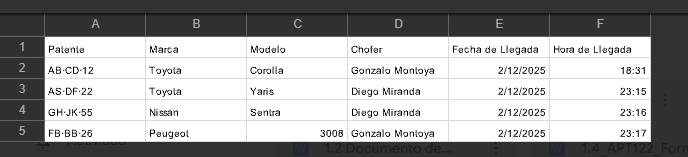 A B C D E F
1 Patente Marca Modelo Chofer Fecha de Llegada Hora de Llegada
2 AB·CD·12 Toyota Corolla Gonzalo Montoya 2/12/2025 18:31
3 AS·DF·22 Toyota Yaris Diego Miranda 2/12/2025 23:15
4 GH·JK·55 Nissan Sentra Diego Miranda 2/12/2025 23:16
5 FB·BB·26 Peugeot 3008 Gonzalo Montoya 2/12/2025 23:17
1.2 Documento de... 1.4_APT122_Form